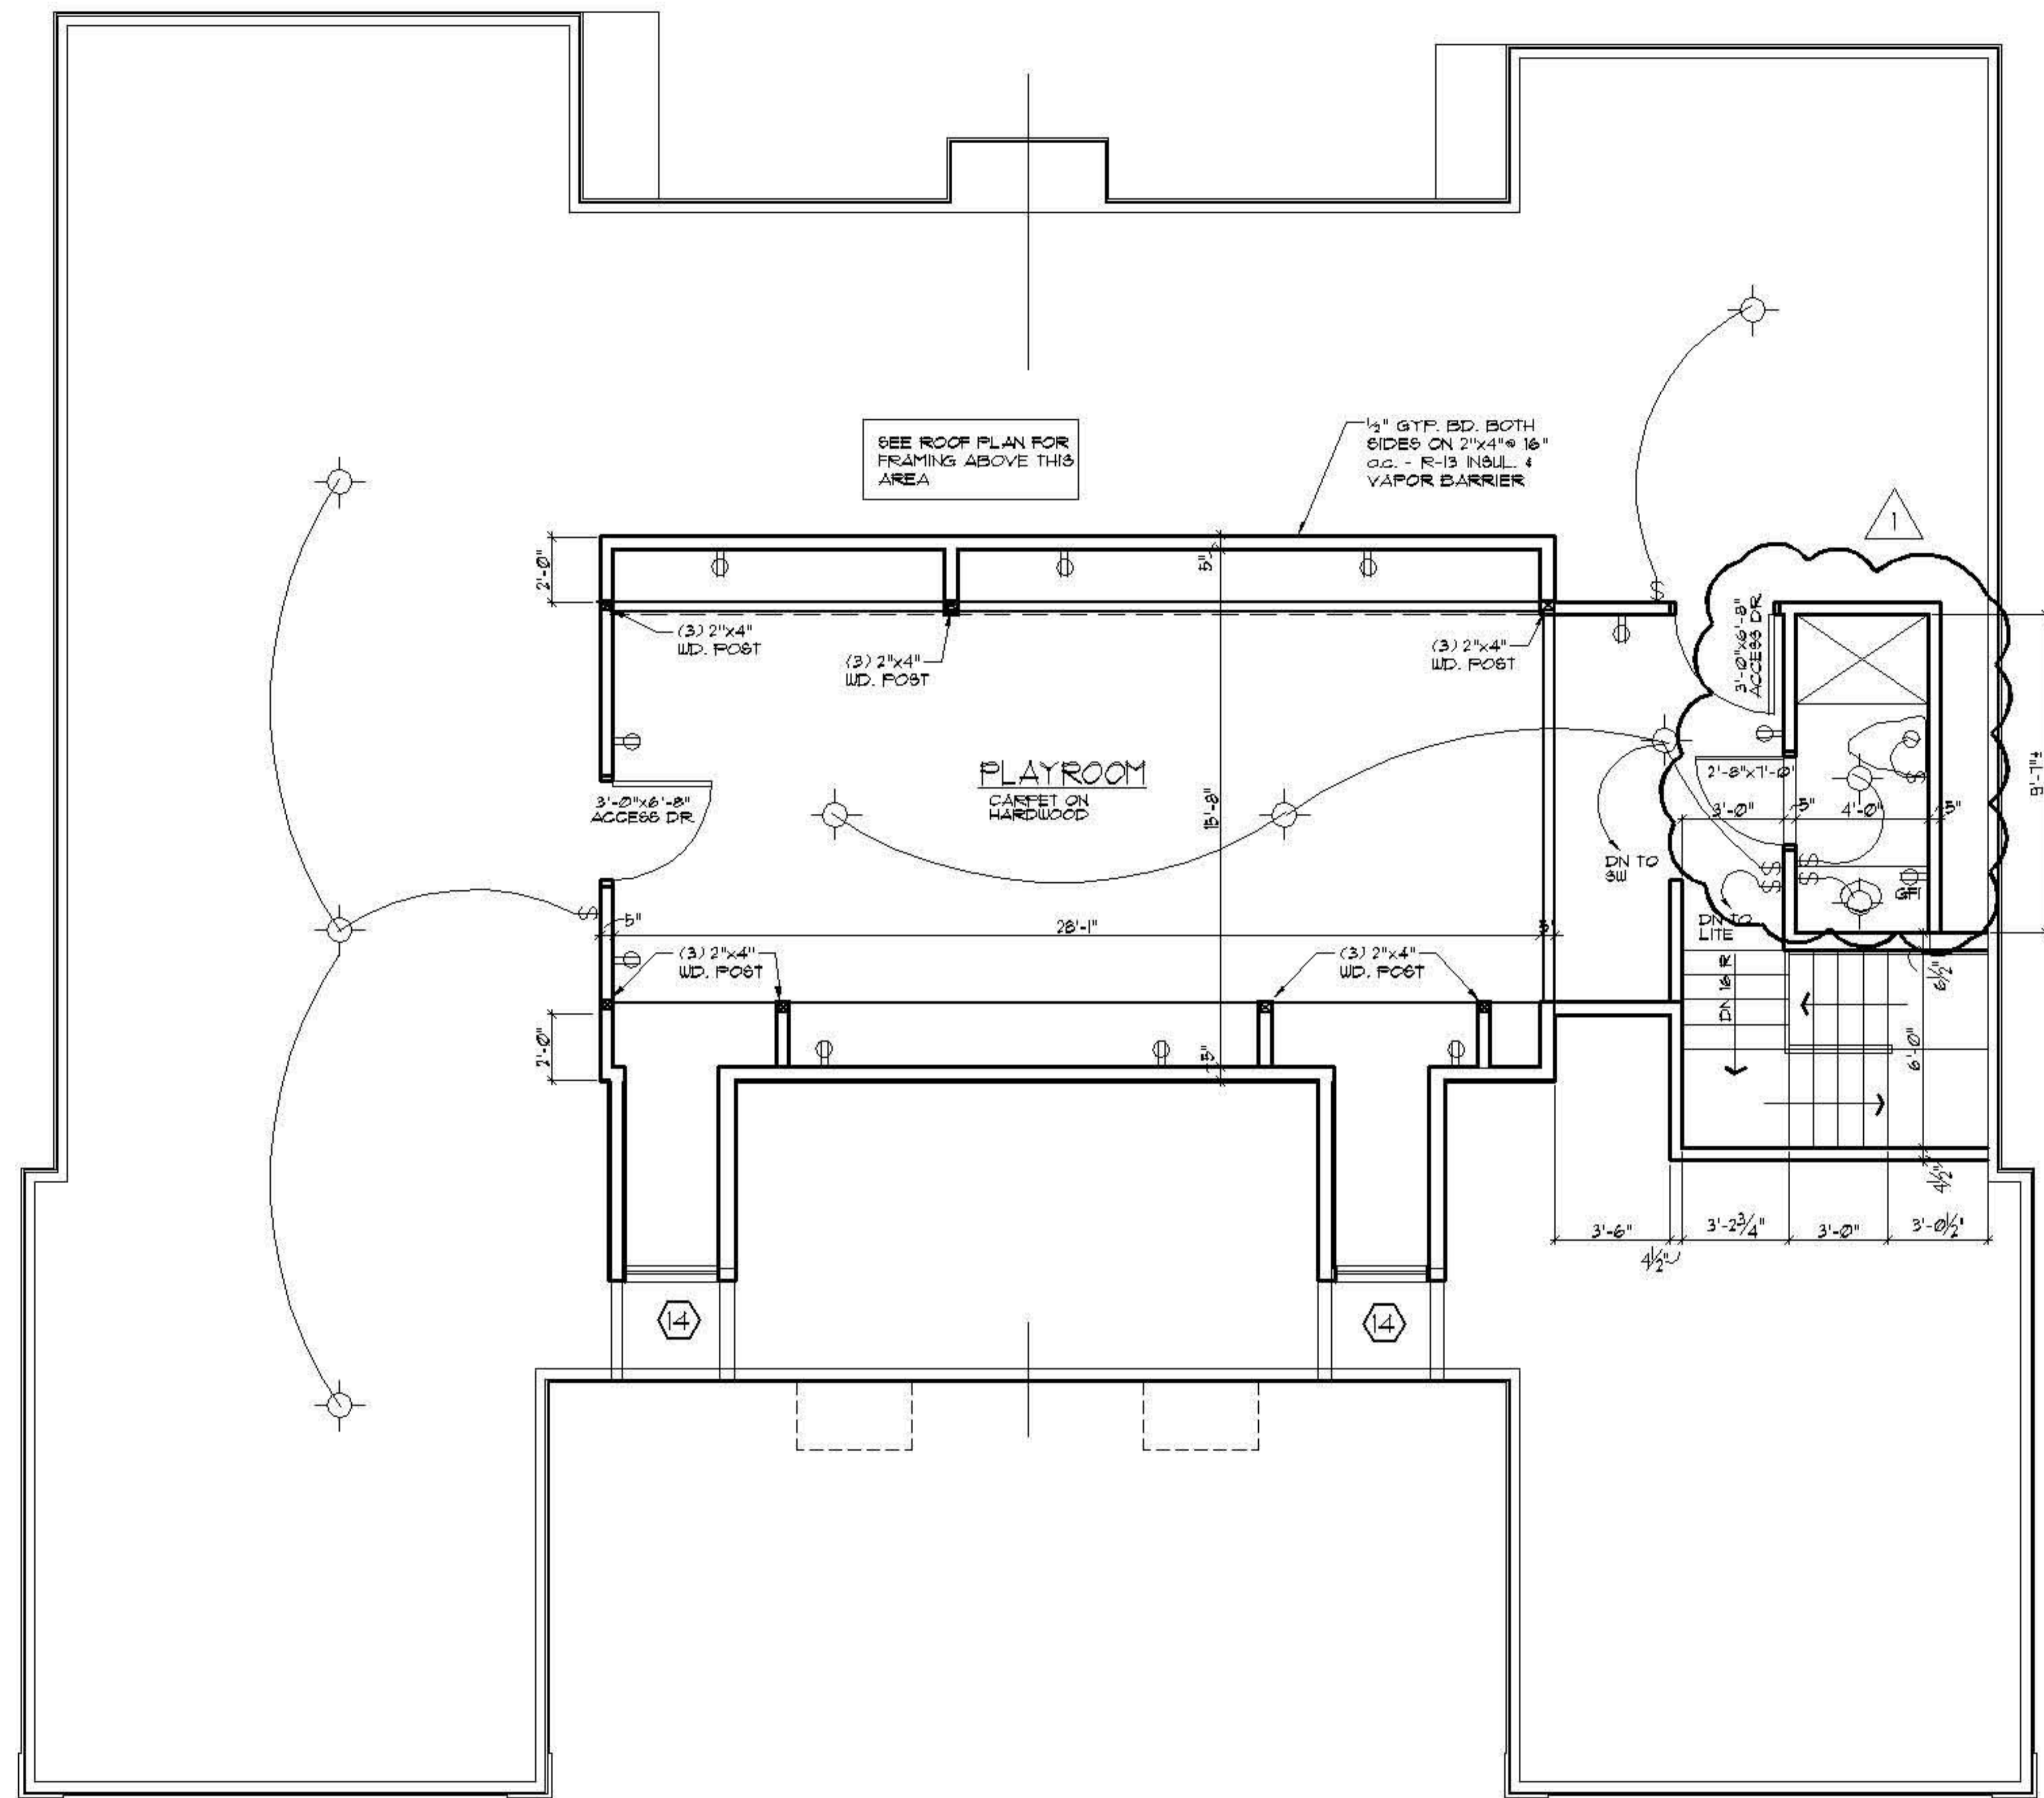 SEE ROOF PLAN FOR
FRAMING ABOVE THIS
AREA
½" GYP. BD. BOTH
SIDES ON 2"x4"@ 16"
o.c. - R-13 INSUL. &
VAPOR BARRIER
1
2'-0"
5"
(3) 2"x4"
WD. POST
(3) 2"x4"
WD. POST
(3) 2"x4"
WD. POST
3'-0"x6'-8"
ACCESS DR
PLAYROOM
CARPET ON
HARDWOOD
3'-0"x6'-8"
ACCESS DR
15'-8"
2'-8"x7'-0"
3'-0"
5"
4'-0"
5"
DN TO
SW
$
$
$
$
$
$
$
GFI
DN TO
LITE
5"
28'-1"
5"
(3) 2"x4"
WD. POST
(3) 2"x4"
WD. POST
DN 16 R
6½"
6'-0"
2'-0"
5"
4½"
3'-6"
4½"
3'-2¾"
3'-0"
3'-0½"
14
14